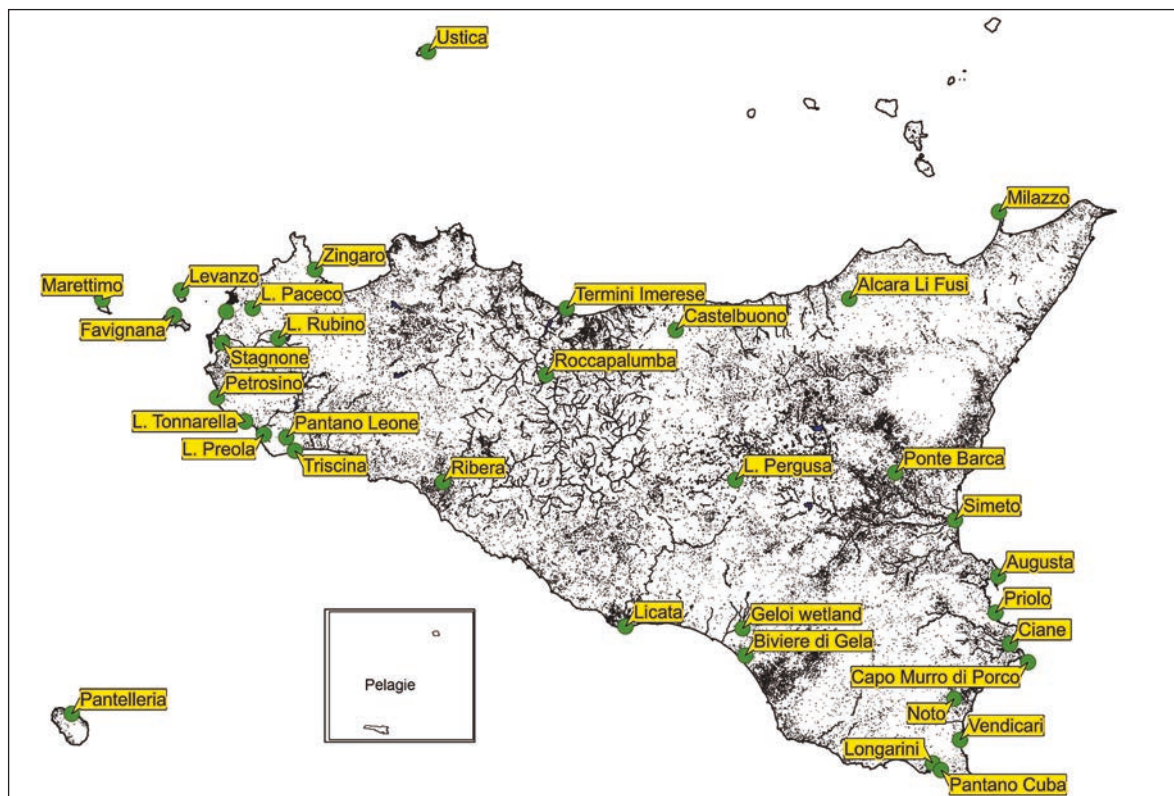 Ustica
Milazzo
Zingaro
Levanzo
Marettimo
L. Paceco
Termini Imerese
Alcara Li Fusi
Favignana
L. Rubino
Castelbuono
Stagnone
Roccapalumba
Petrosino
L. Tonnarella
Pantano Leone
L. Preola
Triscina
Ribera
L. Pergusa
Ponte Barca
Simeto
Augusta
Priolo
Licata
Geloi wetland
Ciane
Biviere di Gela
Capo Murro di Porco
Pelagie
Pantelleria
Noto
Vendicari
Longarini
Pantano Cuba